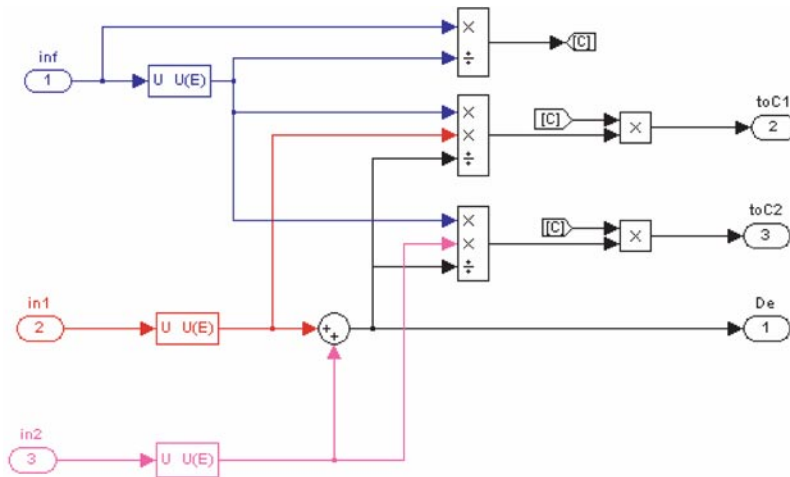 inf
1
U U(E)
×
÷
[C]
×
×
÷
[C]
×
toC1
2
×
×
÷
[C]
×
toC2
3
in1
2
U U(E)
+
+
De
1
in2
3
U U(E)